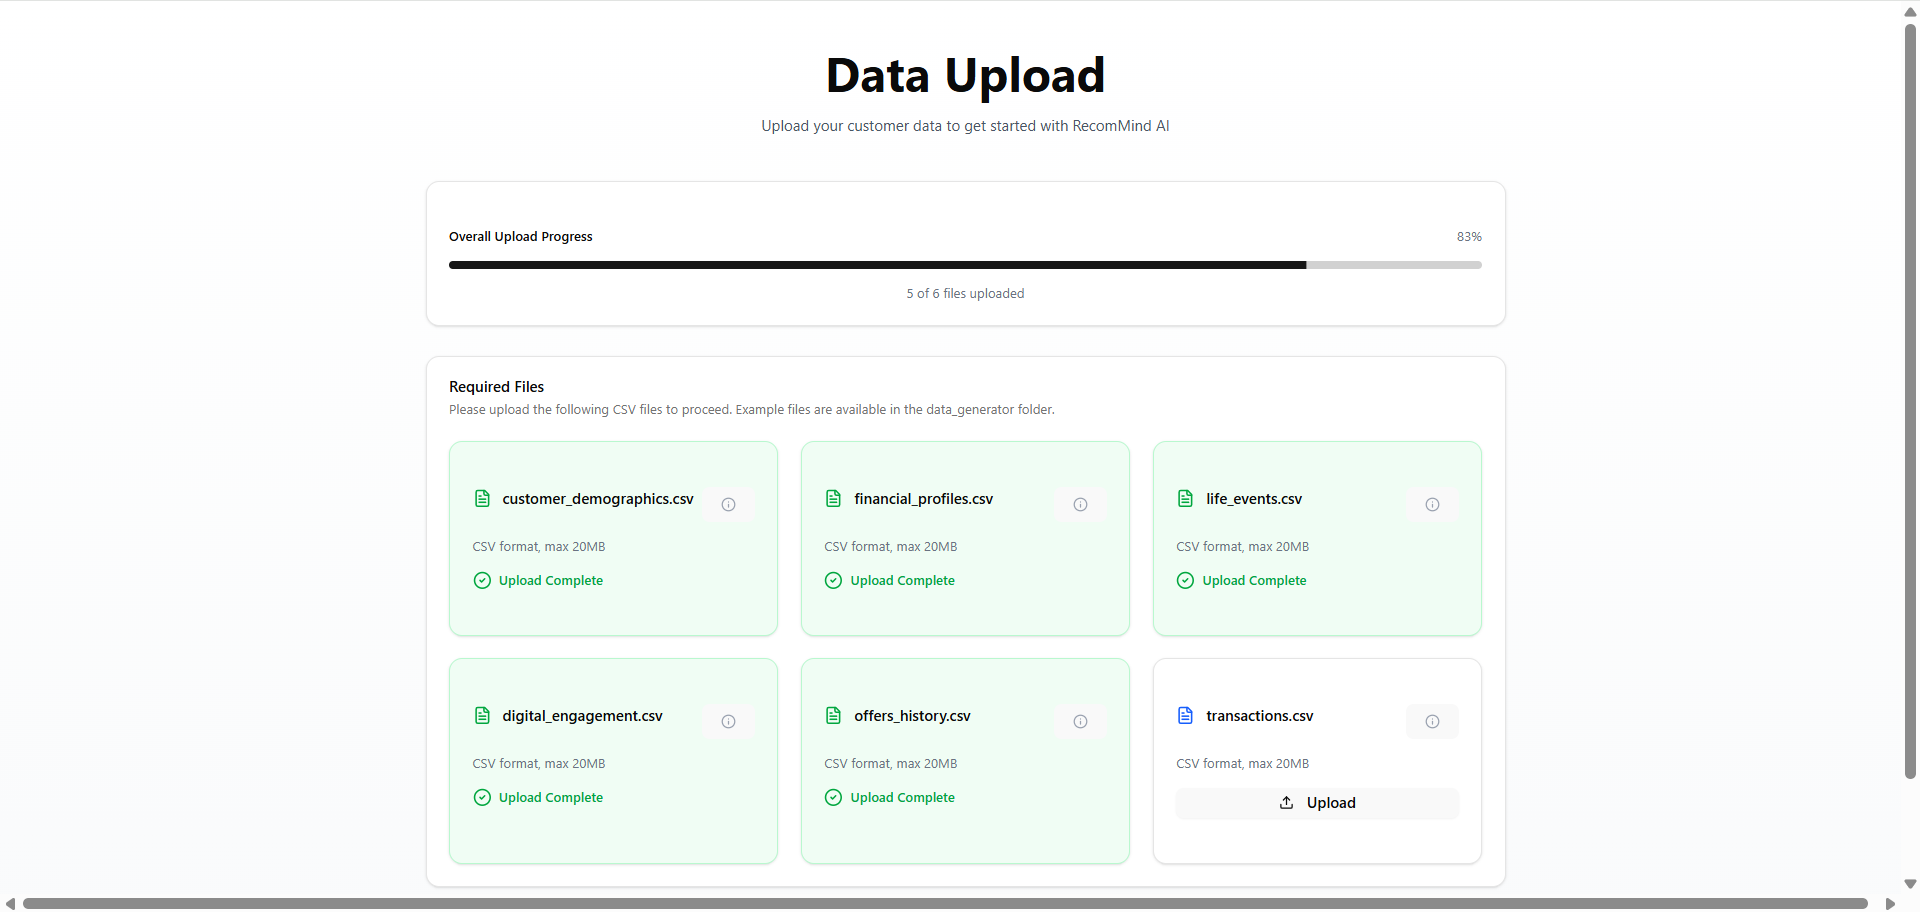 Data Upload
Upload your customer data to get started with RecomMind AI
Overall Upload Progress
83%
5 of 6 files uploaded
Required Files
Please upload the following CSV files to proceed. Example files are available in the data_generator folder.
customer_demographics.csv
CSV format, max 20MB
Upload Complete
financial_profiles.csv
CSV format, max 20MB
Upload Complete
life_events.csv
CSV format, max 20MB
Upload Complete
digital_engagement.csv
CSV format, max 20MB
Upload Complete
offers_history.csv
CSV format, max 20MB
Upload Complete
transactions.csv
CSV format, max 20MB
Upload